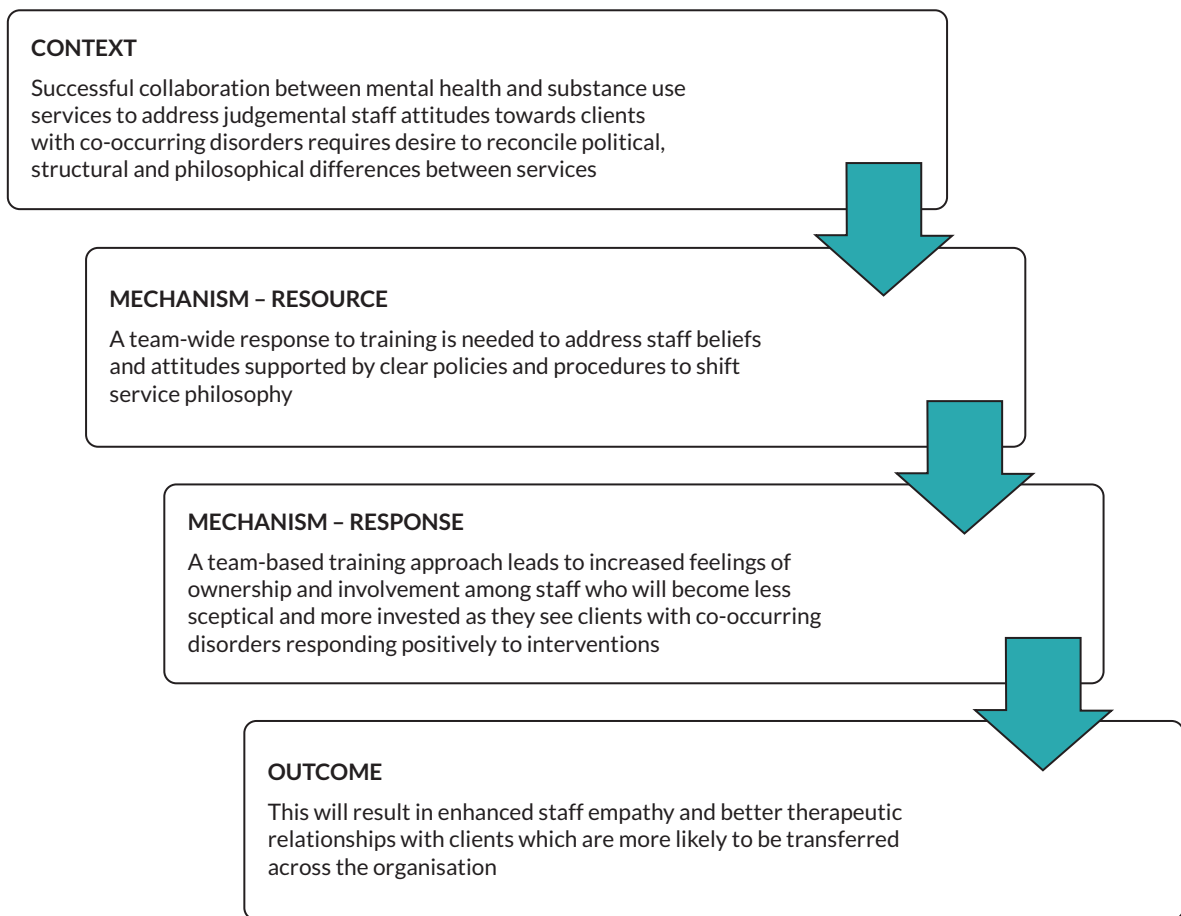 CONTEXT
Successful collaboration between mental health and substance use
services to address judgemental staff attitudes towards clients
with co-occurring disorders requires desire to reconcile political,
structural and philosophical differences between services
MECHANISM – RESOURCE
A team-wide response to training is needed to address staff beliefs
and attitudes supported by clear policies and procedures to shift
service philosophy
MECHANISM – RESPONSE
A team-based training approach leads to increased feelings of
ownership and involvement among staff who will become less
sceptical and more invested as they see clients with co-occurring
disorders responding positively to interventions
OUTCOME
This will result in enhanced staff empathy and better therapeutic
relationships with clients which are more likely to be transferred
across the organisation